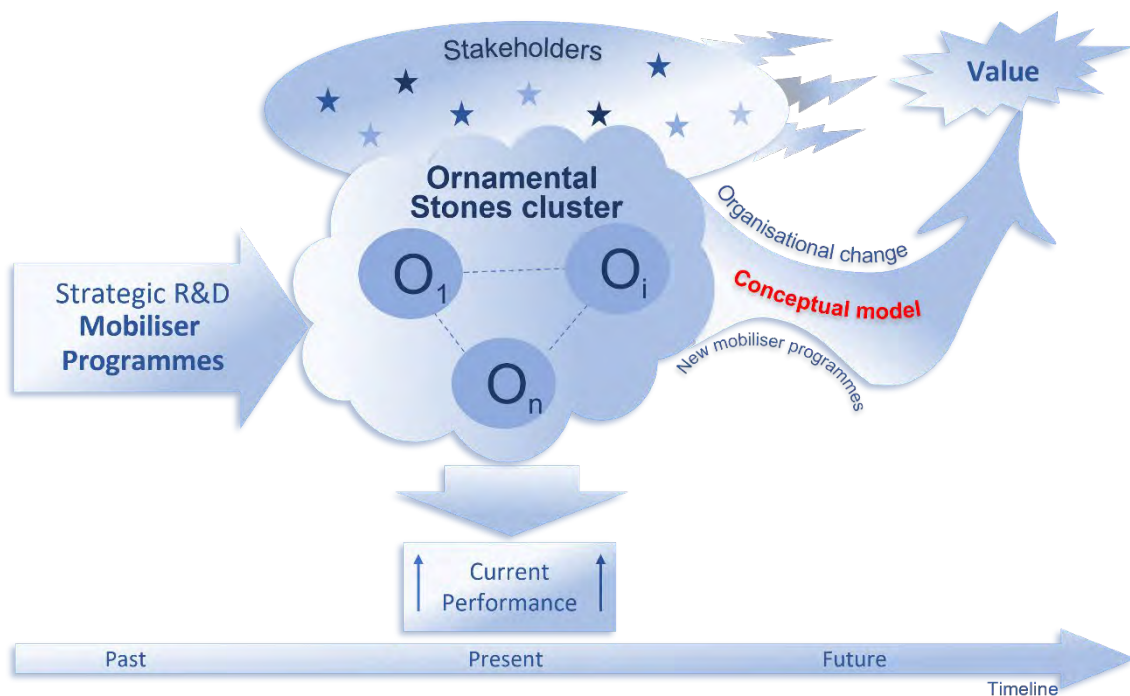 Stakeholders
Value
Ornamental
Stones cluster
O1
Oi
On
Strategic R&D
Mobiliser
Programmes
Organisational change
Conceptual model
New mobiliser programmes
Current
Performance
Past
Present
Future
Timeline